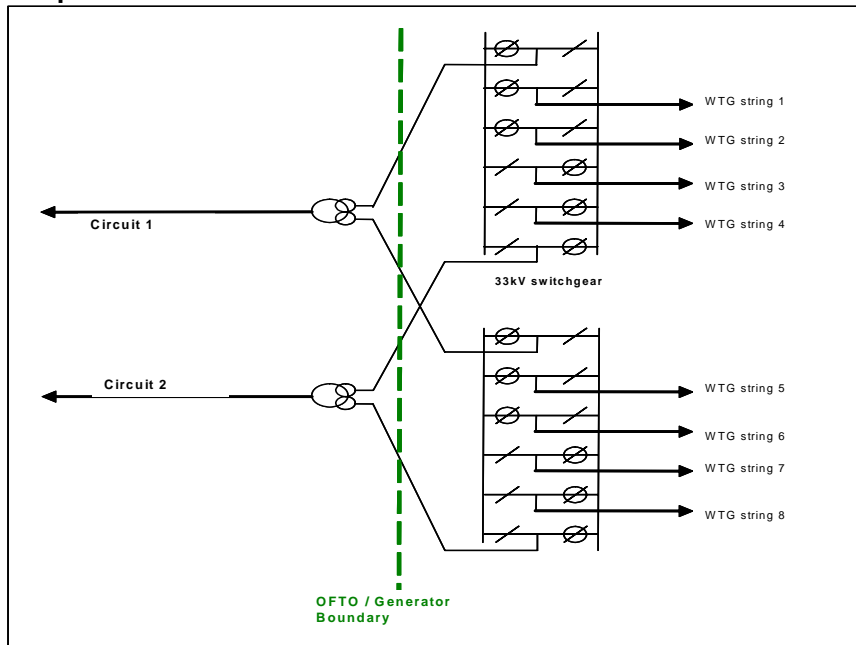 WTG string 1
WTG string 2
WTG string 3
Circuit 1
WTG string 4
33kV switchgear
Circuit 2
WTG string 5
WTG string 6
WTG string 7
WTG string 8
OFTO / Generator
Boundary